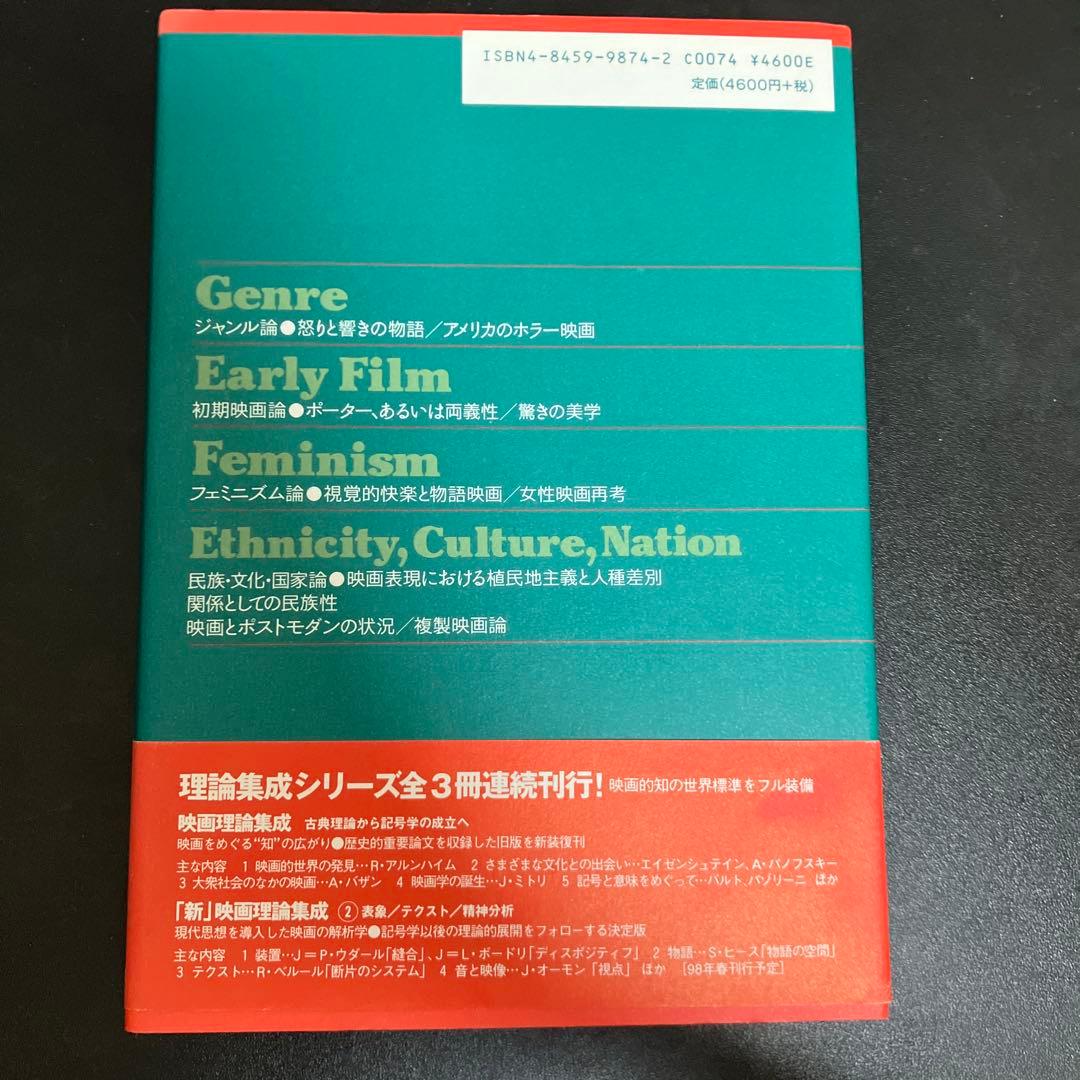 ISBN4-8459-9874-2 C0074 ¥4600E
定価(4600円+税)
Genre
ジャンル論●怒りと響きの物語/アメリカのホラー映画
Early Film
初期映画論●ポーター、あるいは両義性/驚きの美学
Feminism
フェミニズム論●視覚的快楽と物語映画/女性映画再考
Ethnicity, Culture, Nation
民族・文化・国家論●映画表現における植民地主義と人種差別
関係としての民族性
映画とポストモダンの状況/複製映画論
理論集成シリーズ全3冊連続刊行! 映画的知の世界標準をフル装備
映画理論集成 古典理論から記号学の成立へ
映画をめぐる“知”の広がり●歴史的重要論文を収録した旧版を新装復刊
主な内容 1 映画的世界の発見…R・アルンハイム 2 さまざまな文化との出会い…エイゼンシュテイン、A・パノフスキー
3 大衆社会のなかの映画…A・バザン 4 映画学の誕生…J・ミトリ 5 記号と意味をめぐって…バルト、パゾリーニ ほか
「新」映画理論集成 ②表象/テクスト/精神分析
現代思想を導入した映画の解析学●記号学以後の理論的展開をフォローする決定版
主な内容 1 装置…J=P・ウダール「縫合」、J=L・ボードリ「ディスポジティフ」 2 物語…S・ヒース「物語の空間」
3 テクスト…R・ベルール「断片のシステム」 4 音と映像…J・オーモン「視点」 ほか [98年春刊行予定]